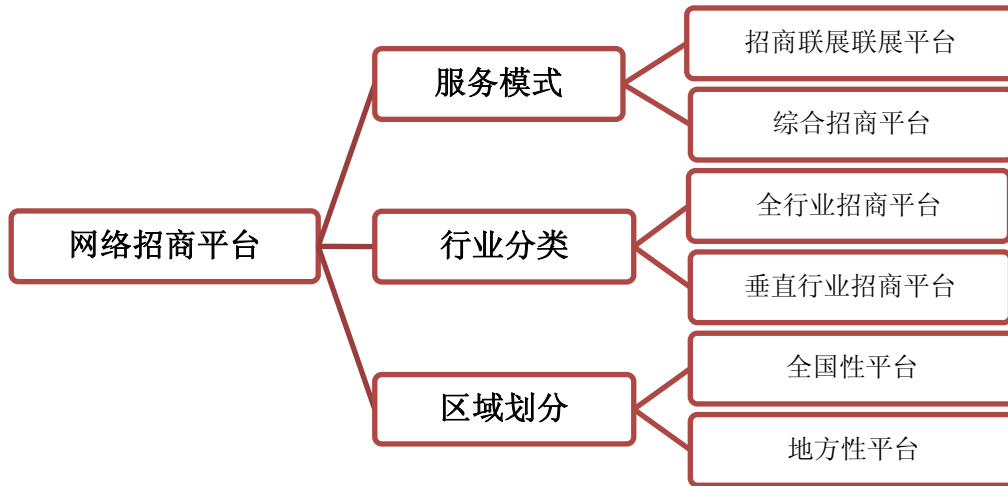 网络招商平台
服务模式
招商联展联展平台
综合招商平台
行业分类
全行业招商平台
垂直行业招商平台
区域划分
全国性平台
地方性平台